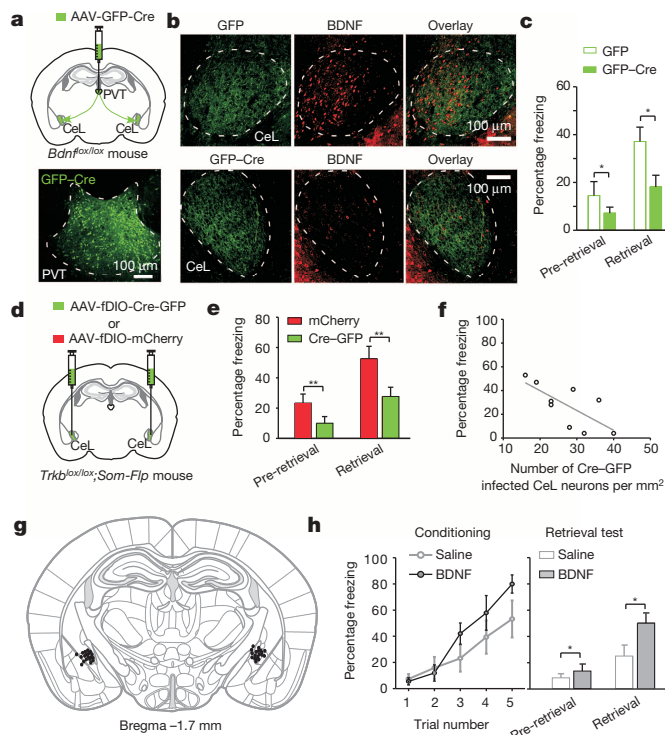 a
AAV-GFP-Cre
PVT
CeL
CeL
Bdnflox/lox mouse
GFP–Cre
100 μm
PVT
b
GFP
BDNF
Overlay
CeL
100 μm
GFP–Cre
BDNF
Overlay
CeL
100 μm
c
GFP
GFP–Cre
Percentage freezing
60
40
20
0
*
*
Pre-retrieval
Retrieval
d
AAV-fDIO-Cre-GFP
or
AAV-fDIO-mCherry
CeL
CeL
Trkblox/lox;Som-Flp mouse
e
mCherry
Cre–GFP
Percentage freezing
80
60
40
20
0
**
**
Pre-retrieval
Retrieval
f
Percentage freezing
100
80
60
40
20
0
10
20
30
40
50
Number of Cre–GFP
infected CeL neurons per mm2
g
Bregma –1.7 mm
h
Conditioning
Saline
BDNF
Percentage freezing
100
80
60
40
20
0
1
2
3
4
5
Trial number
Retrieval test
Saline
BDNF
*
*
Pre-retrieval
Retrieval